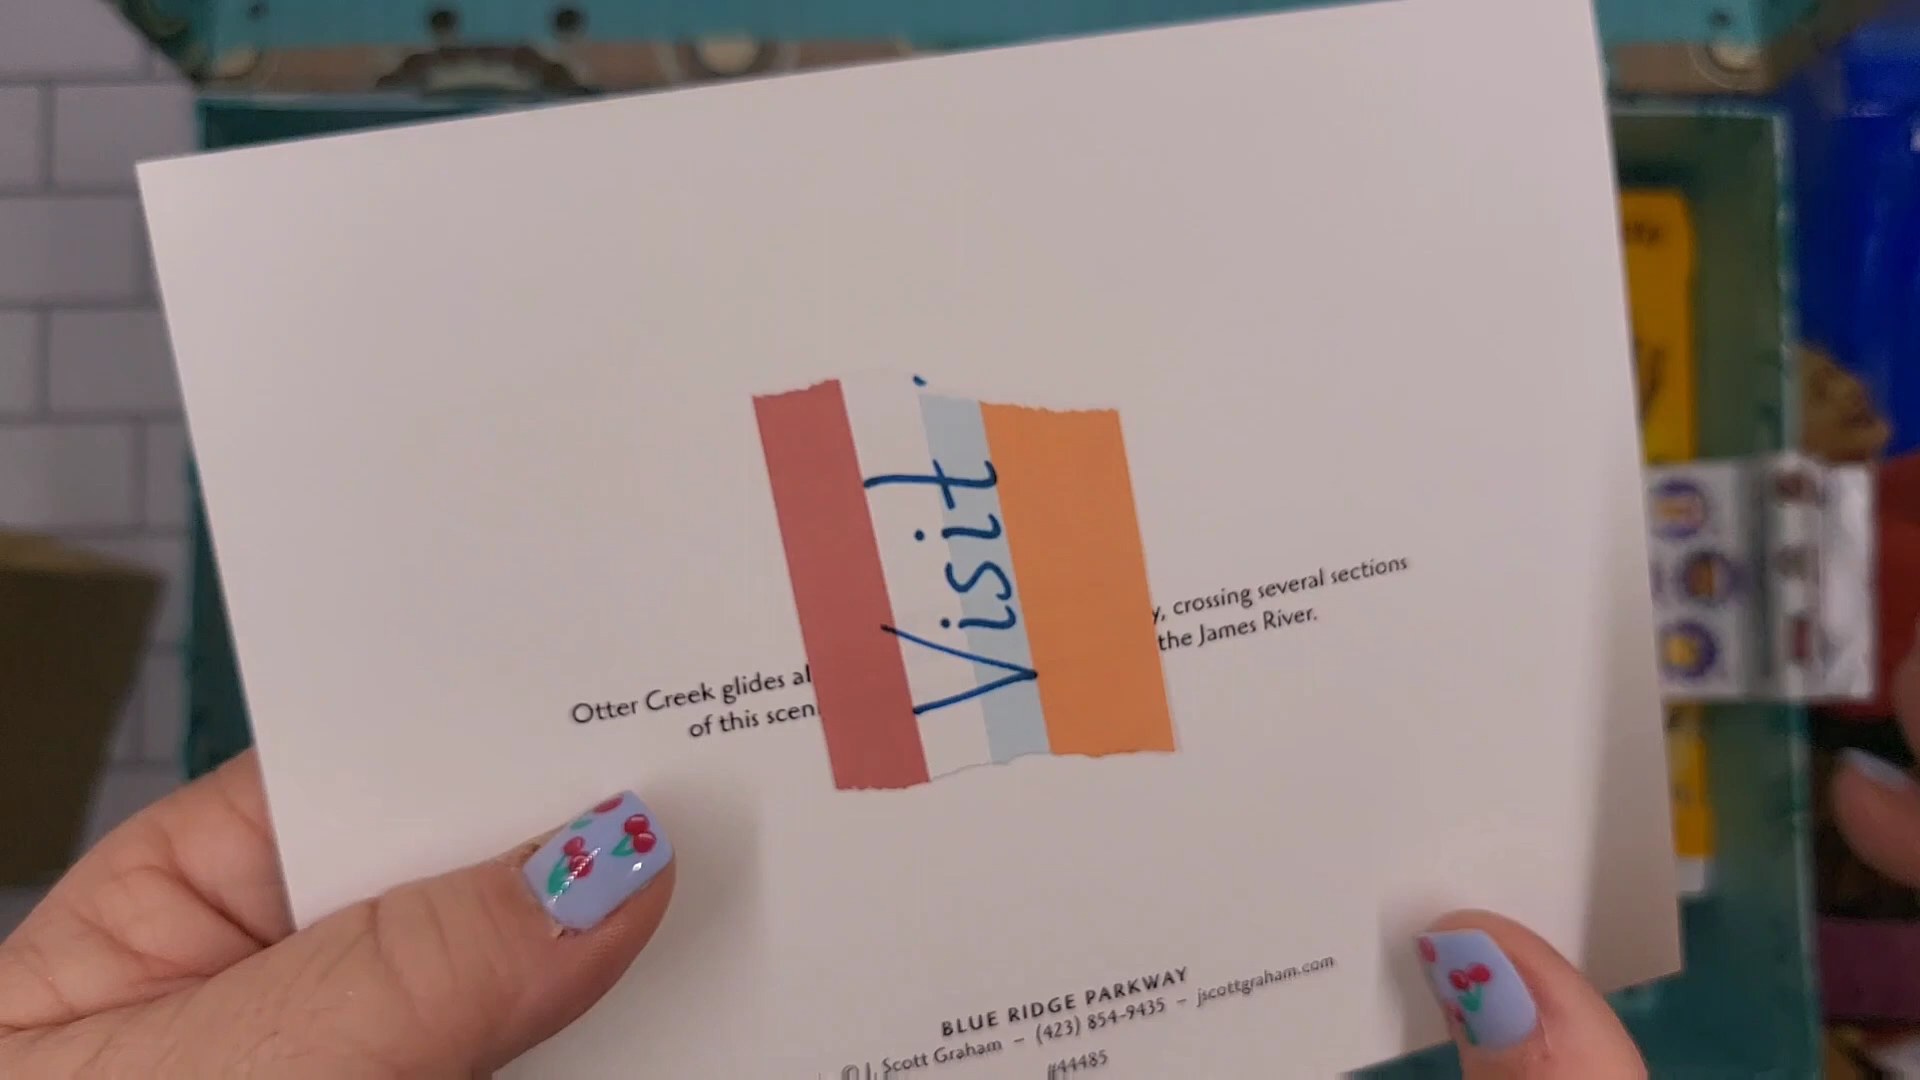 Visit
Otter Creek glides al
y, crossing several sections
of this scen
the James River.
BLUE RIDGE PARKWAY
© J. Scott Graham – (423) 854-9435 – jscottgraham.com
#44485